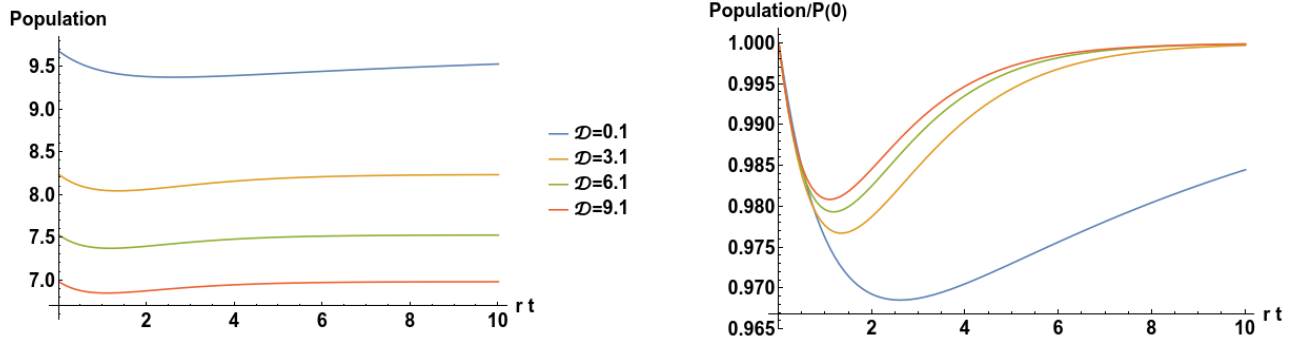 Population
9.5
9.0
8.5
8.0
7.5
7.0
2 4 6 8 10
r t
𝒟=0.1
𝒟=3.1
𝒟=6.1
𝒟=9.1
Population/P(0)
1.000
0.995
0.990
0.985
0.980
0.975
0.970
0.965
2 4 6 8 10
r t